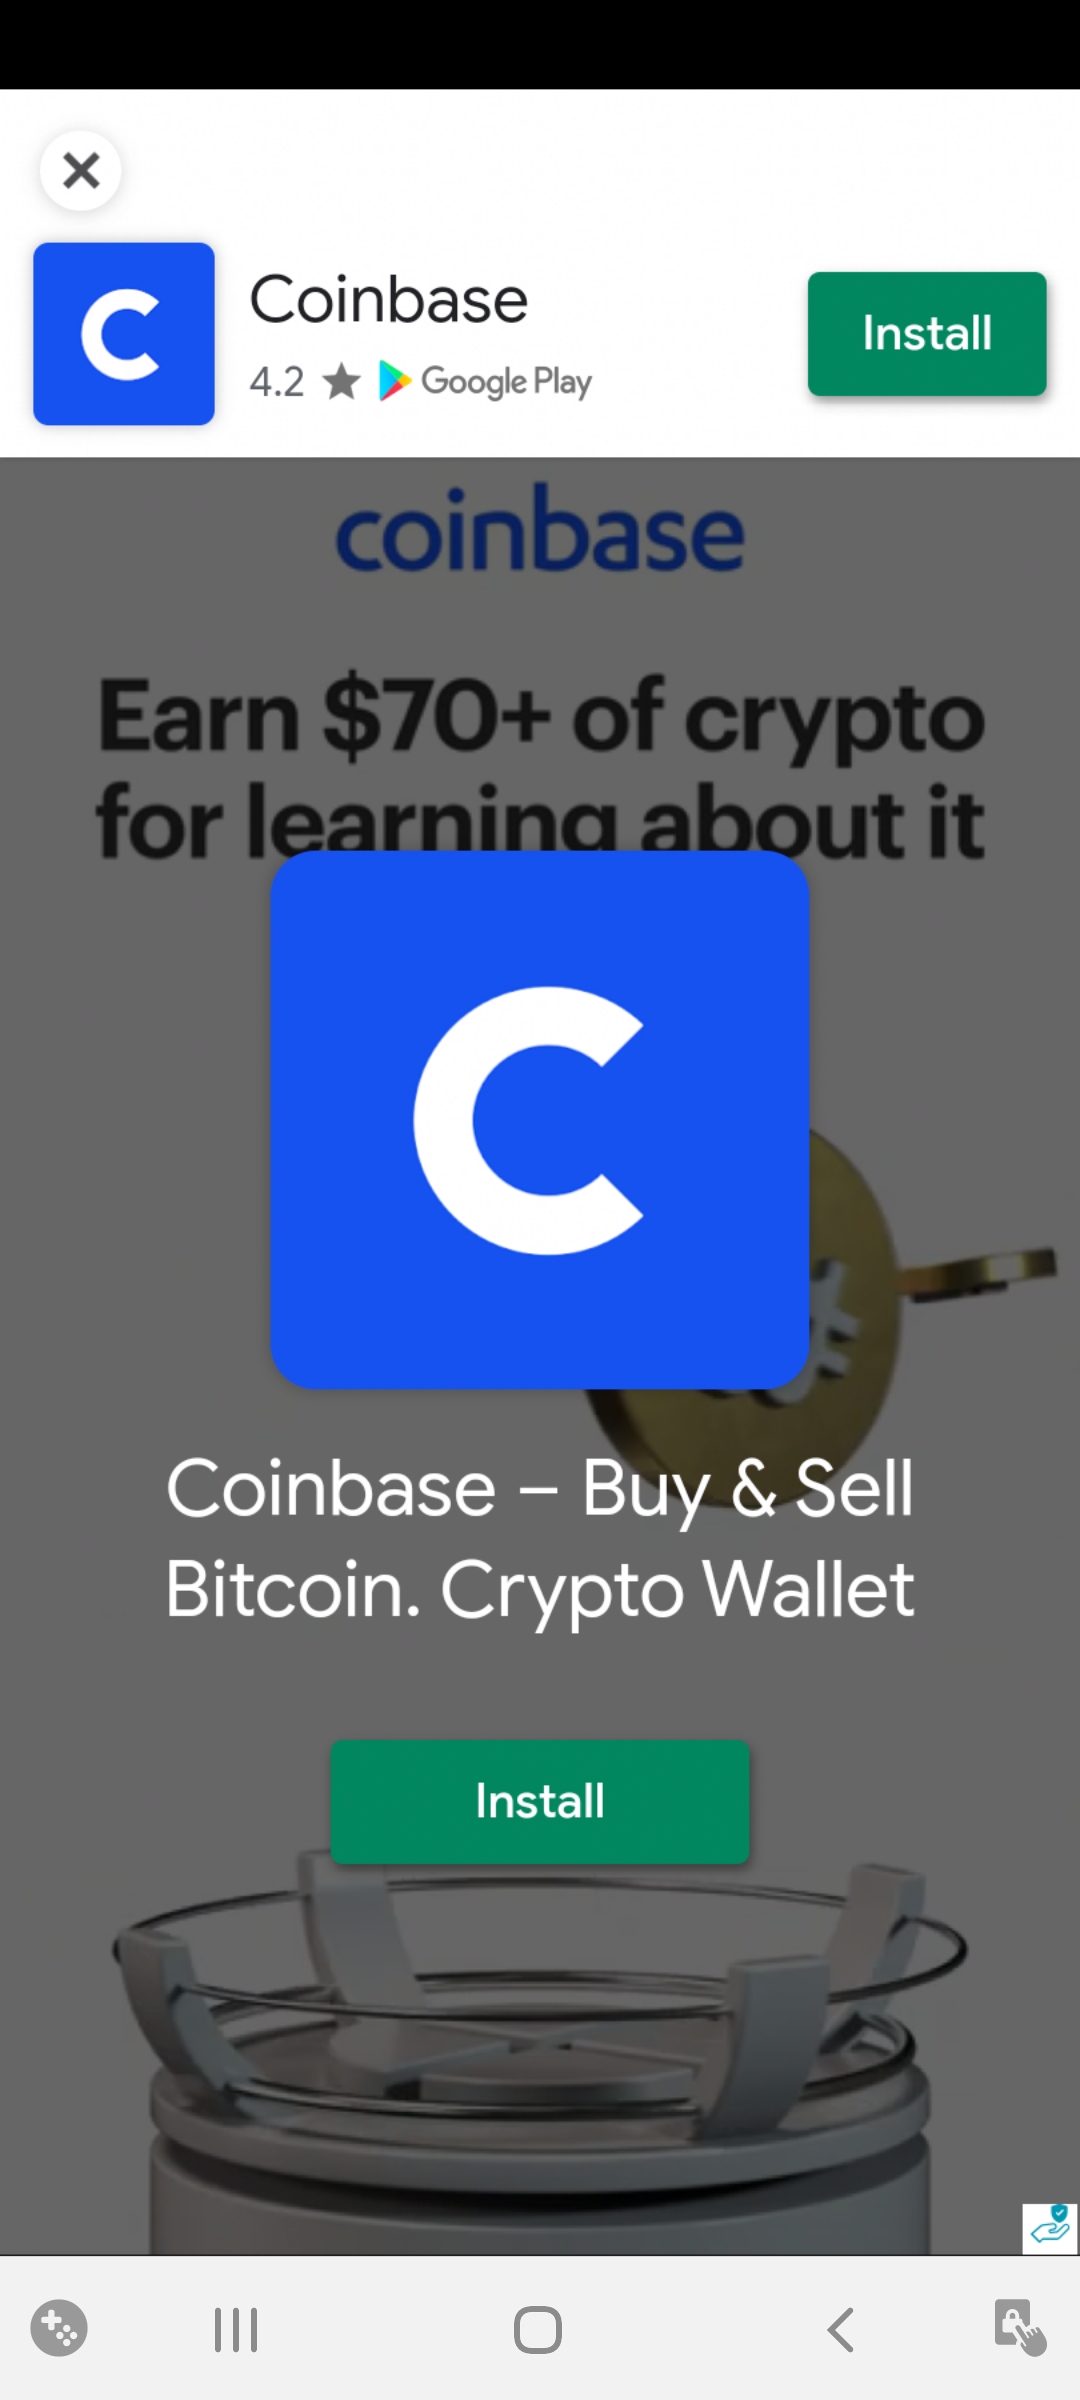 Coinbase
4.2 ★ Google Play
Install
coinbase
Earn $70+ of crypto
for learning about it
Coinbase – Buy & Sell
Bitcoin. Crypto Wallet
Install